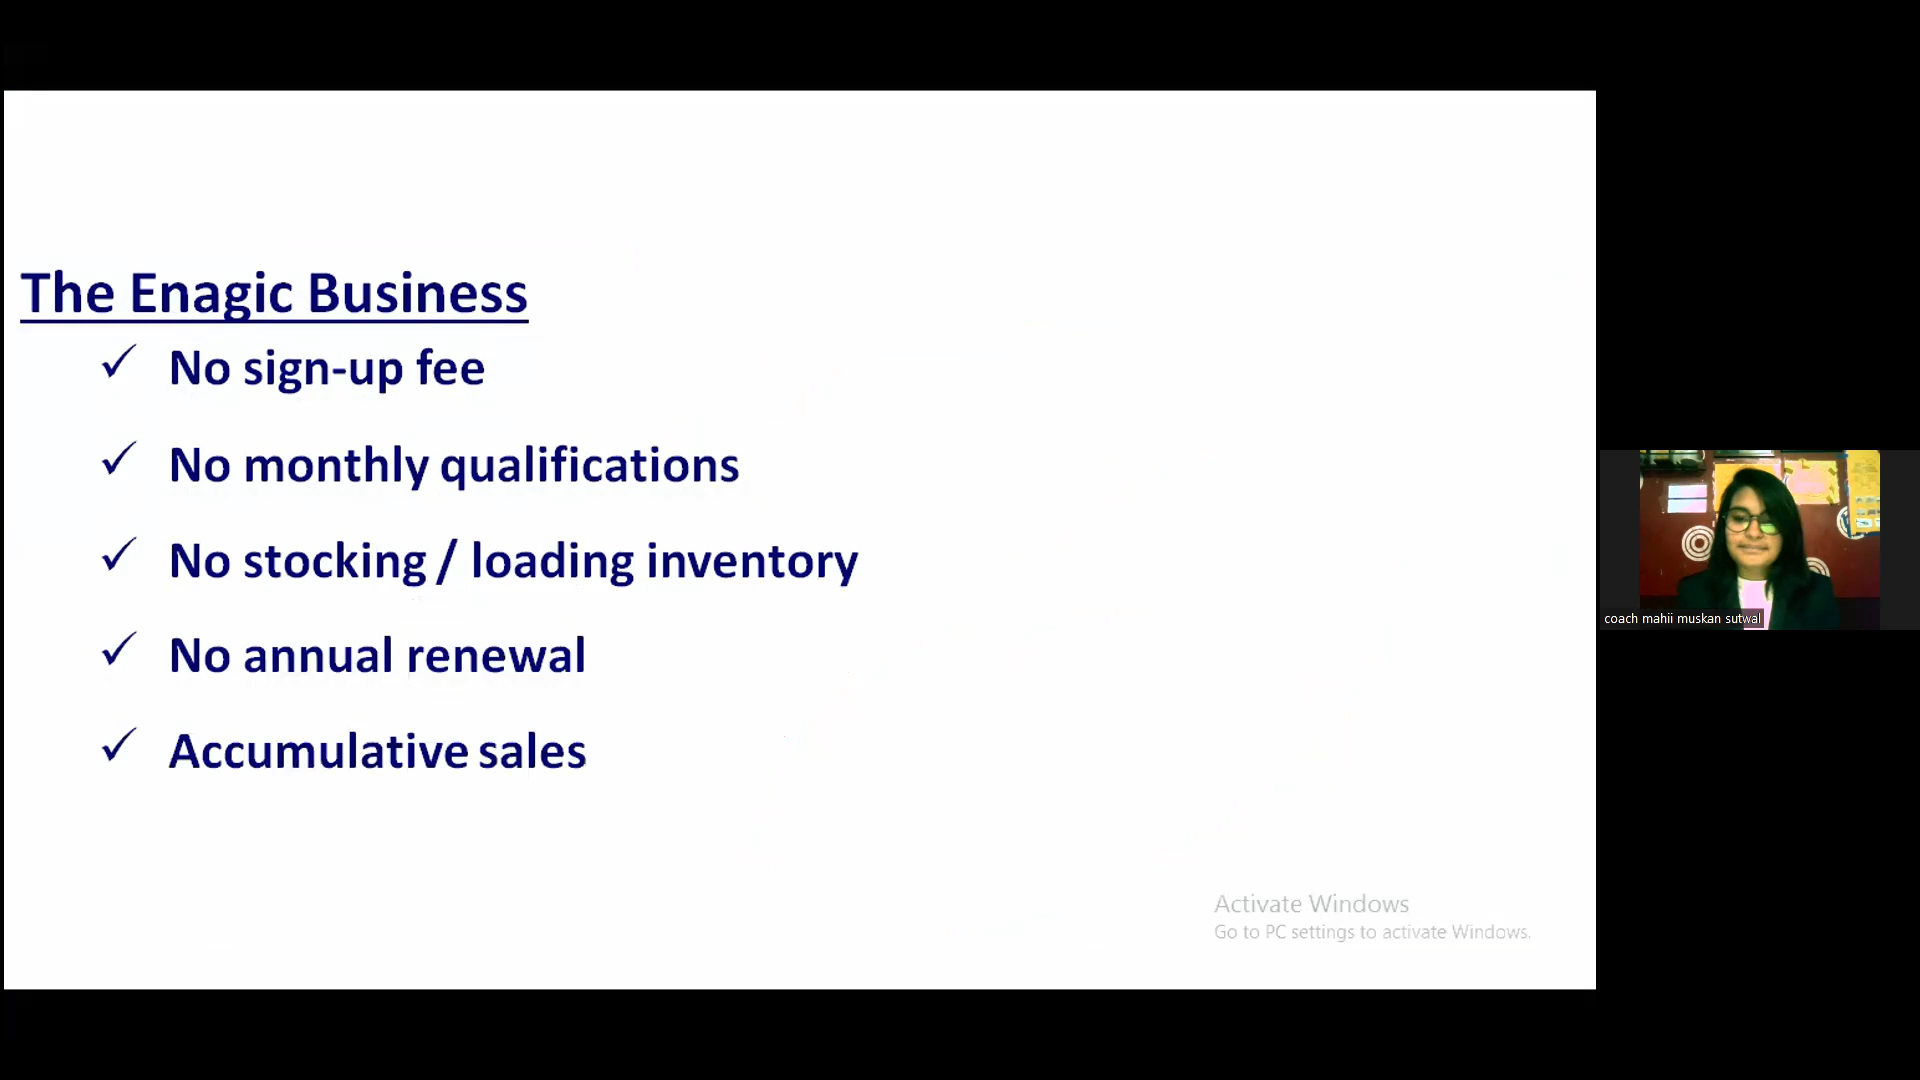 The Enagic Business
✓ No sign-up fee
✓ No monthly qualifications
✓ No stocking / loading inventory
✓ No annual renewal
✓ Accumulative sales
Activate Windows
Go to PC settings to activate Windows.
coach mahii muskan sutwal